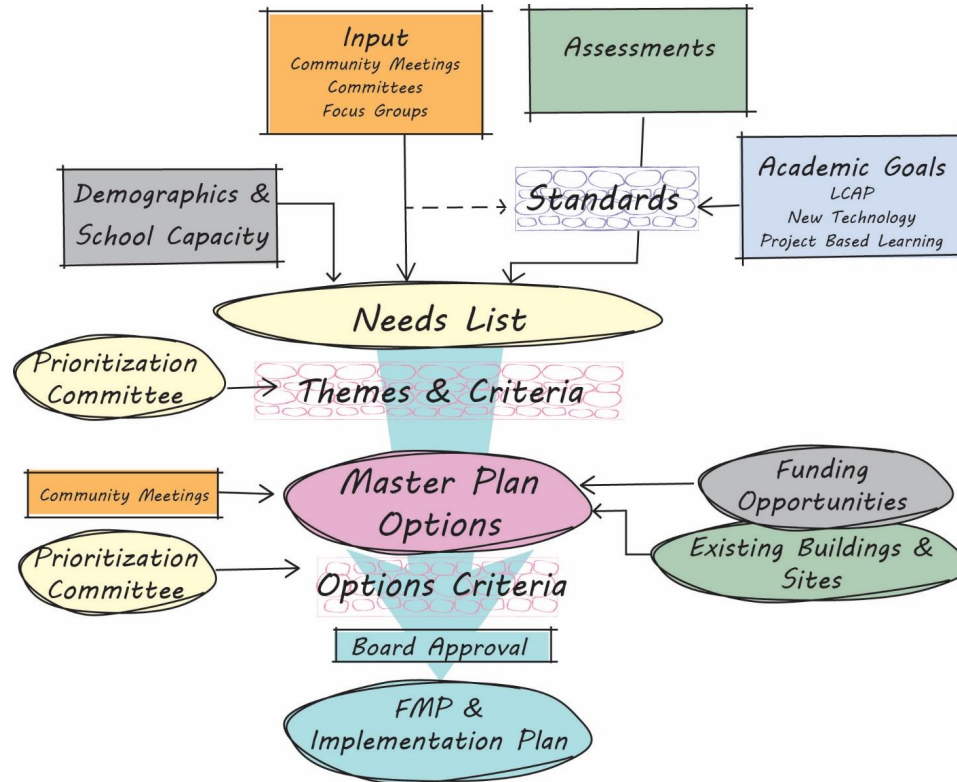 Input
Community Meetings
Committees
Focus Groups
Assessments
Demographics &
School Capacity
Standards
Academic Goals
LCAP
New Technology
Project Based Learning
Needs List
Prioritization
Committee
Themes & Criteria
Community Meetings
Master Plan
Options
Funding
Opportunities
Existing Buildings &
Sites
Prioritization
Committee
Options Criteria
Board Approval
FMP &
Implementation Plan